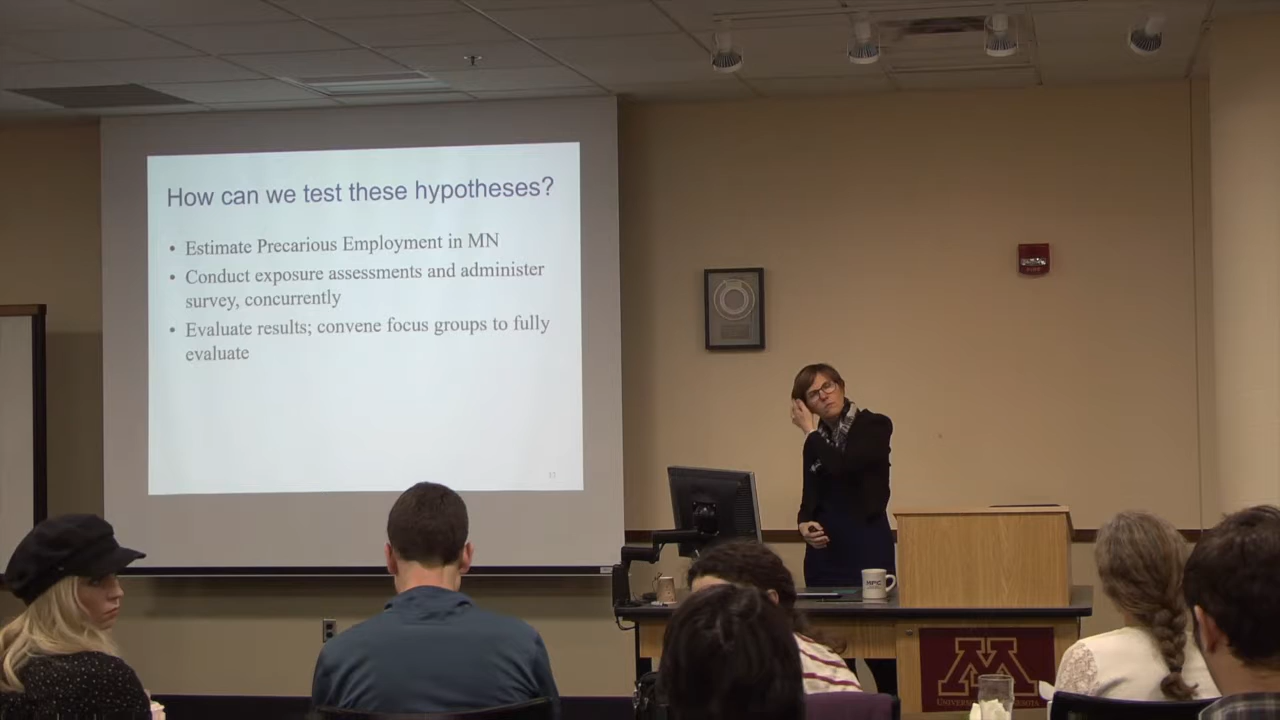 How can we test these hypotheses?
• Estimate Precarious Employment in MN
• Conduct exposure assessments and administer
survey, concurrently
• Evaluate results; convene focus groups to fully
evaluate
MPC
M